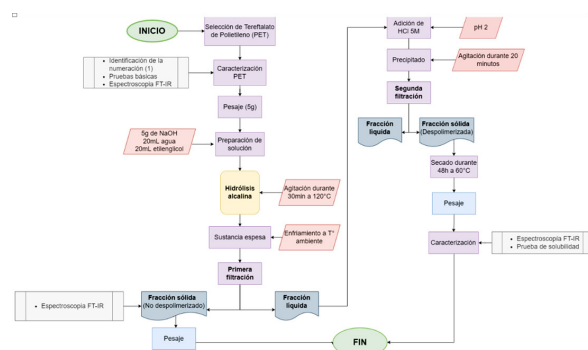 INICIO
Selección de Tereftalato
de Polietileno (PET)
• Identificación de la
numeración (1)
• Pruebas básicas
• Espectroscopia FT-IR
Caracterización
PET
Pesaje (5g)
5g de NaOH
20mL agua
20mL etilenglicol
Preparación de
solución
Hidrólisis
alcalina
Agitación durante
30min a 120°C
Sustancia espesa
Enfriamiento a T°
ambiente
Primera
filtración
• Espectroscopia FT-IR
Fracción sólida
(No despolimerizado)
Fracción
líquida
Pesaje
Adición de
HCl 5M
pH 2
Precipitado
Agitación durante 20
minutos
Segunda
filtración
Fracción
líquida
Fracción sólida
(Despolimerizada)
Secado durante
48h a 60°C
Pesaje
Caracterización
• Espectroscopia FT-IR
• Prueba de solubilidad
FIN